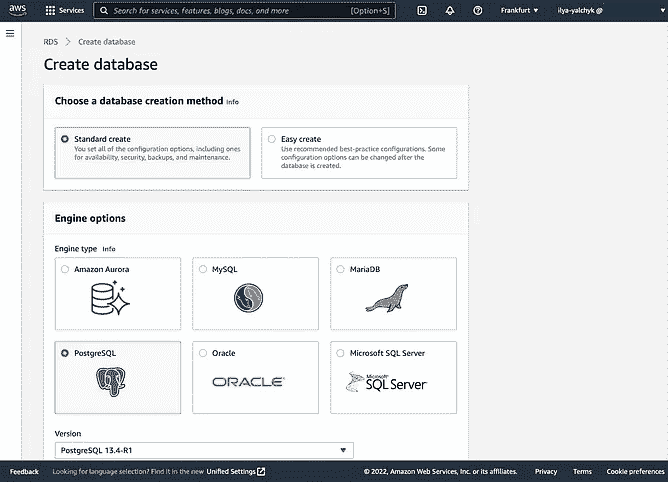 aws
Services
Search for services, features, blogs, docs, and more
[Option+S]
Frankfurt
ilya-yalchyk @
RDS > Create database
Create database
Choose a database creation method Info
Standard create
You set all of the configuration options, including ones
for availability, security, backups, and maintenance.
Easy create
Use recommended best-practice configurations. Some
configuration options can be changed after the
database is created.
Engine options
Engine type Info
Amazon Aurora
MySQL
MariaDB
PostgreSQL
Oracle
ORACLE
Microsoft SQL Server
Microsoft
SQL Server
Version
PostgreSQL 13.4-R1
Feedback
Looking for language selection? Find it in the new Unified Settings
© 2022, Amazon Web Services, Inc. or its affiliates.
Privacy
Terms
Cookie preferences